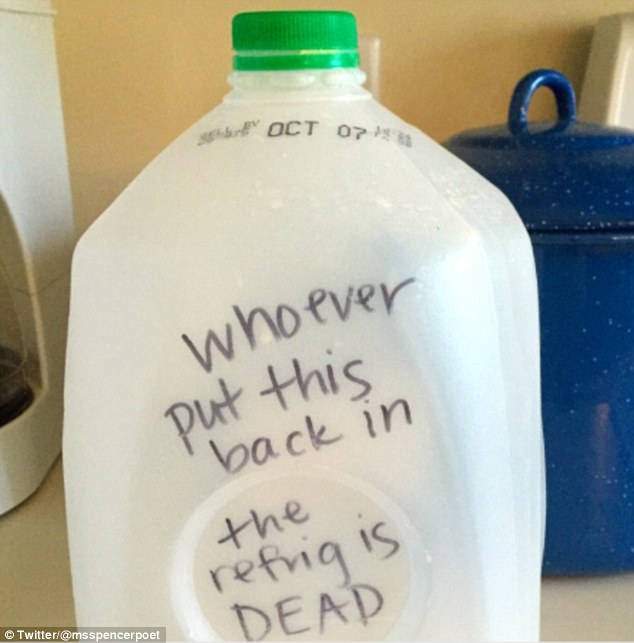 OCT 07
whoever
put this
back in
the
refrig is
DEAD
© Twitter/@msspencerpoet